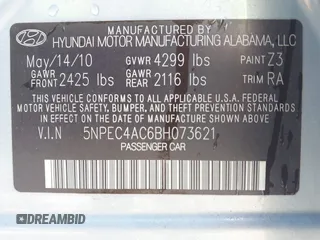 BY HYUNDAI
HYUNDAI MOTOR MANUFACTURING ALABAMA, LLC
May/14/10 GVWR 4299 lbs PAINT Z3
GAWR FRONT 2425 lbs GAWR REAR 2116 lbs TRIM RA
THIS VEHICLE CONFORMS TO ALL APPLICABLE FEDERAL MOTOR
VEHICLE SAFETY, BUMPER, AND THEFT PREVENTION STANDARDS
IN EFFECT ON THE DATE OF MANUFACTURE SHOWN ABOVE.
V.I.N 5NPEC4AC6BH073621
PASSENGER CAR
DREAMBID